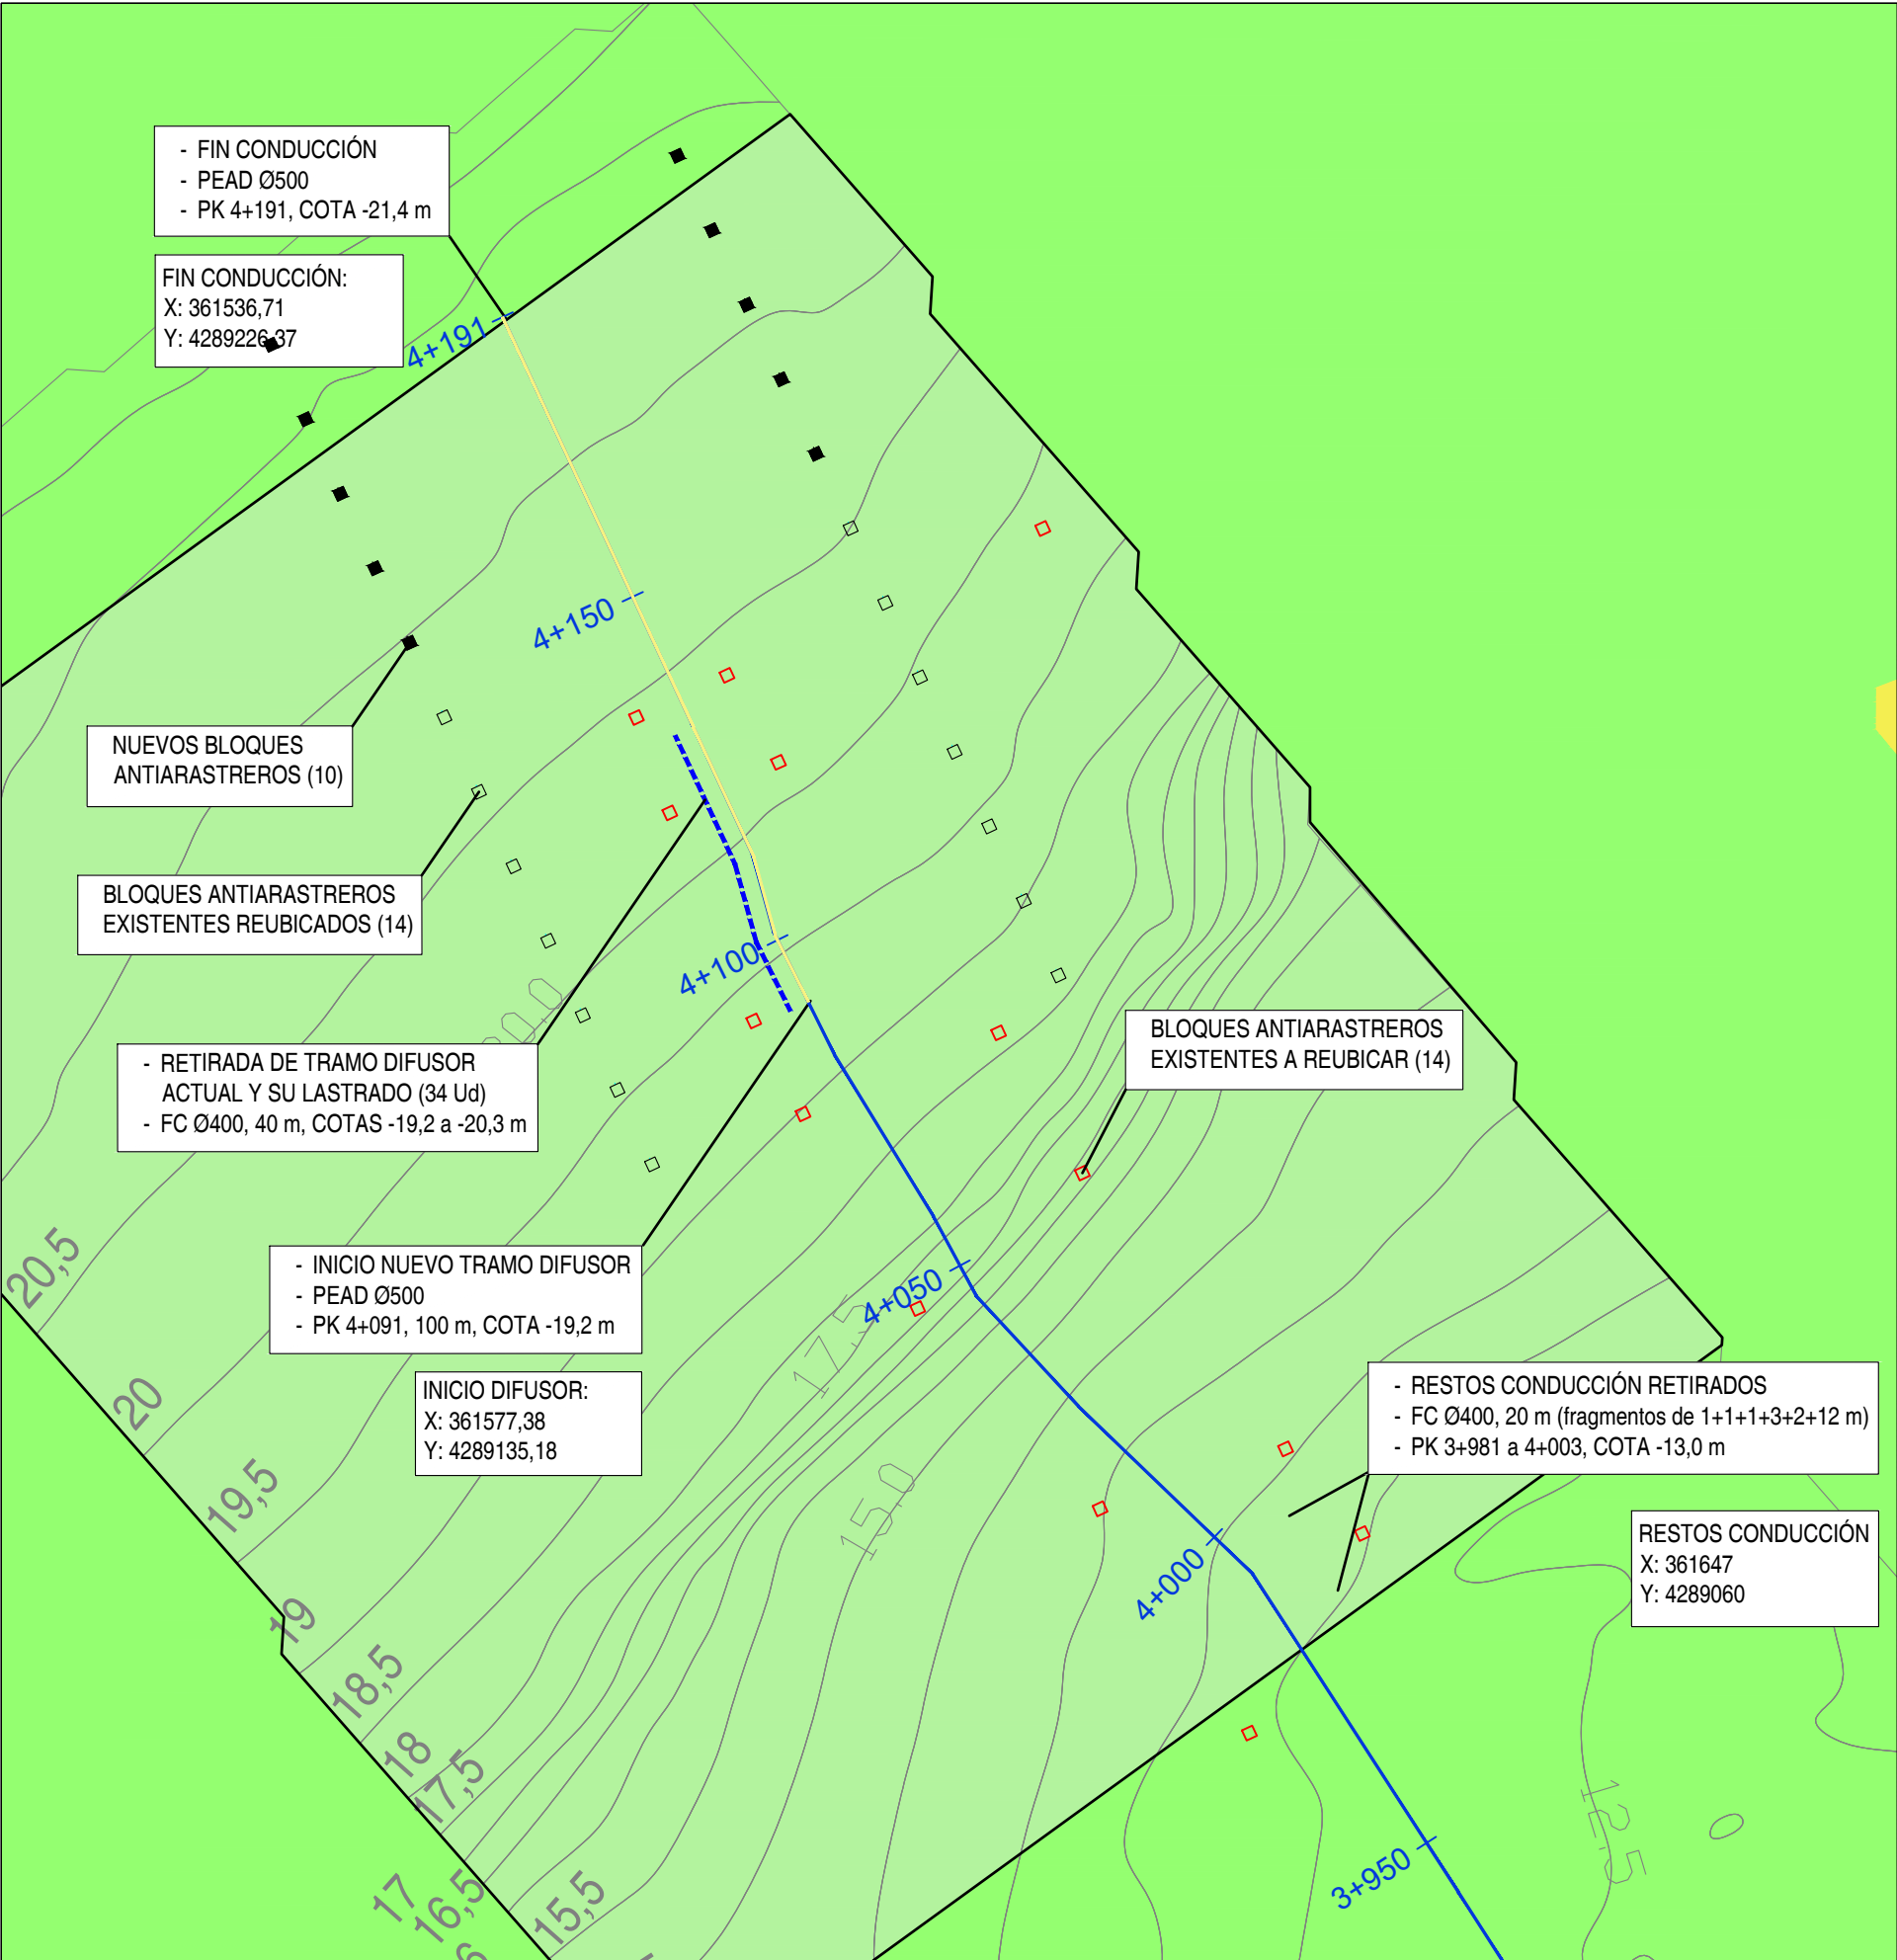 - FIN CONDUCCIÓN
- PEAD Ø500
- PK 4+191, COTA -21,4 m
FIN CONDUCCIÓN:
X: 361536,71
Y: 4289226,37
4+191
4+150
NUEVOS BLOQUES
ANTIARASTREROS (10)
BLOQUES ANTIARASTREROS
EXISTENTES REUBICADOS (14)
4+100
- RETIRADA DE TRAMO DIFUSOR
ACTUAL Y SU LASTRADO (34 Ud)
- FC Ø400, 40 m, COTAS -19,2 a -20,3 m
BLOQUES ANTIARASTREROS
EXISTENTES A REUBICAR (14)
- INICIO NUEVO TRAMO DIFUSOR
- PEAD Ø500
- PK 4+091, 100 m, COTA -19,2 m
4+050
17,5
INICIO DIFUSOR:
X: 361577,38
Y: 4289135,18
- RESTOS CONDUCCIÓN RETIRADOS
- FC Ø400, 20 m (fragmentos de 1+1+1+3+2+12 m)
- PK 3+981 a 4+003, COTA -13,0 m
RESTOS CONDUCCIÓN
X: 361647
Y: 4289060
15,0
4+000
20,5
20
19,5
19
18,5
18
17,5
17
16,5
15,5
3+950
12,5